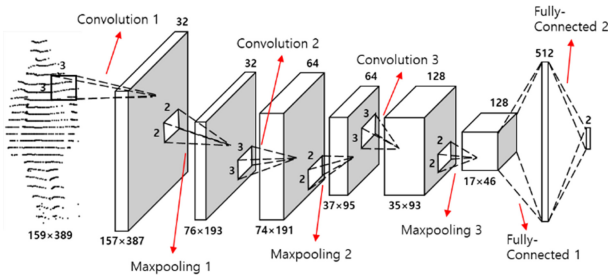 Convolution 1
32
Convolution 2
32
64
Convolution 3
64
128
128
512
Fully-
Connected 2
2
3
3
2
2
3
3
2
2
3
3
2
2
159×389
157×387
76×193
74×191
37×95
35×93
17×46
Maxpooling 1
Maxpooling 2
Maxpooling 3
Fully-
Connected 1